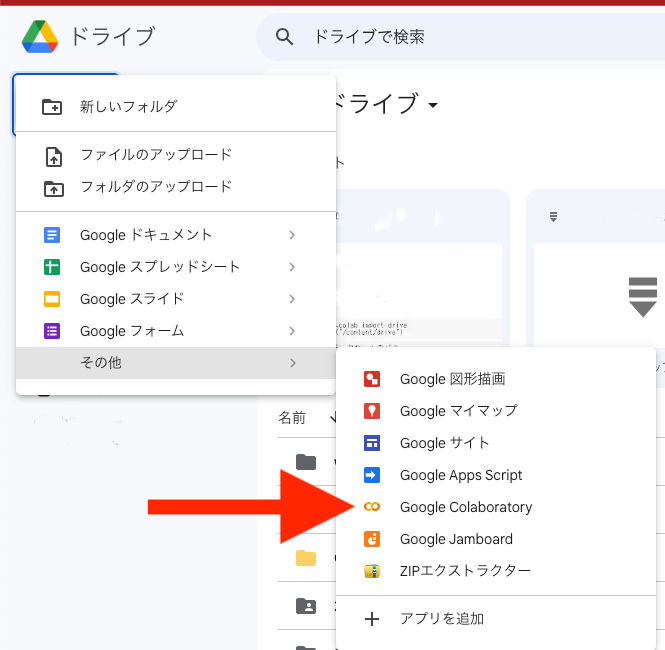 ドライブ
ドライブで検索
ドライブ
新しいフォルダ
ファイルのアップロード
フォルダのアップロード
Google ドキュメント
Google スプレッドシート
Google スライド
Google フォーム
その他
colab import drive
("/content/drive")
Google 図形描画
Google マイマップ
Google サイト
Google Apps Script
Google Colaboratory
Google Jamboard
ZIPエクストラクター
アプリを追加
名前